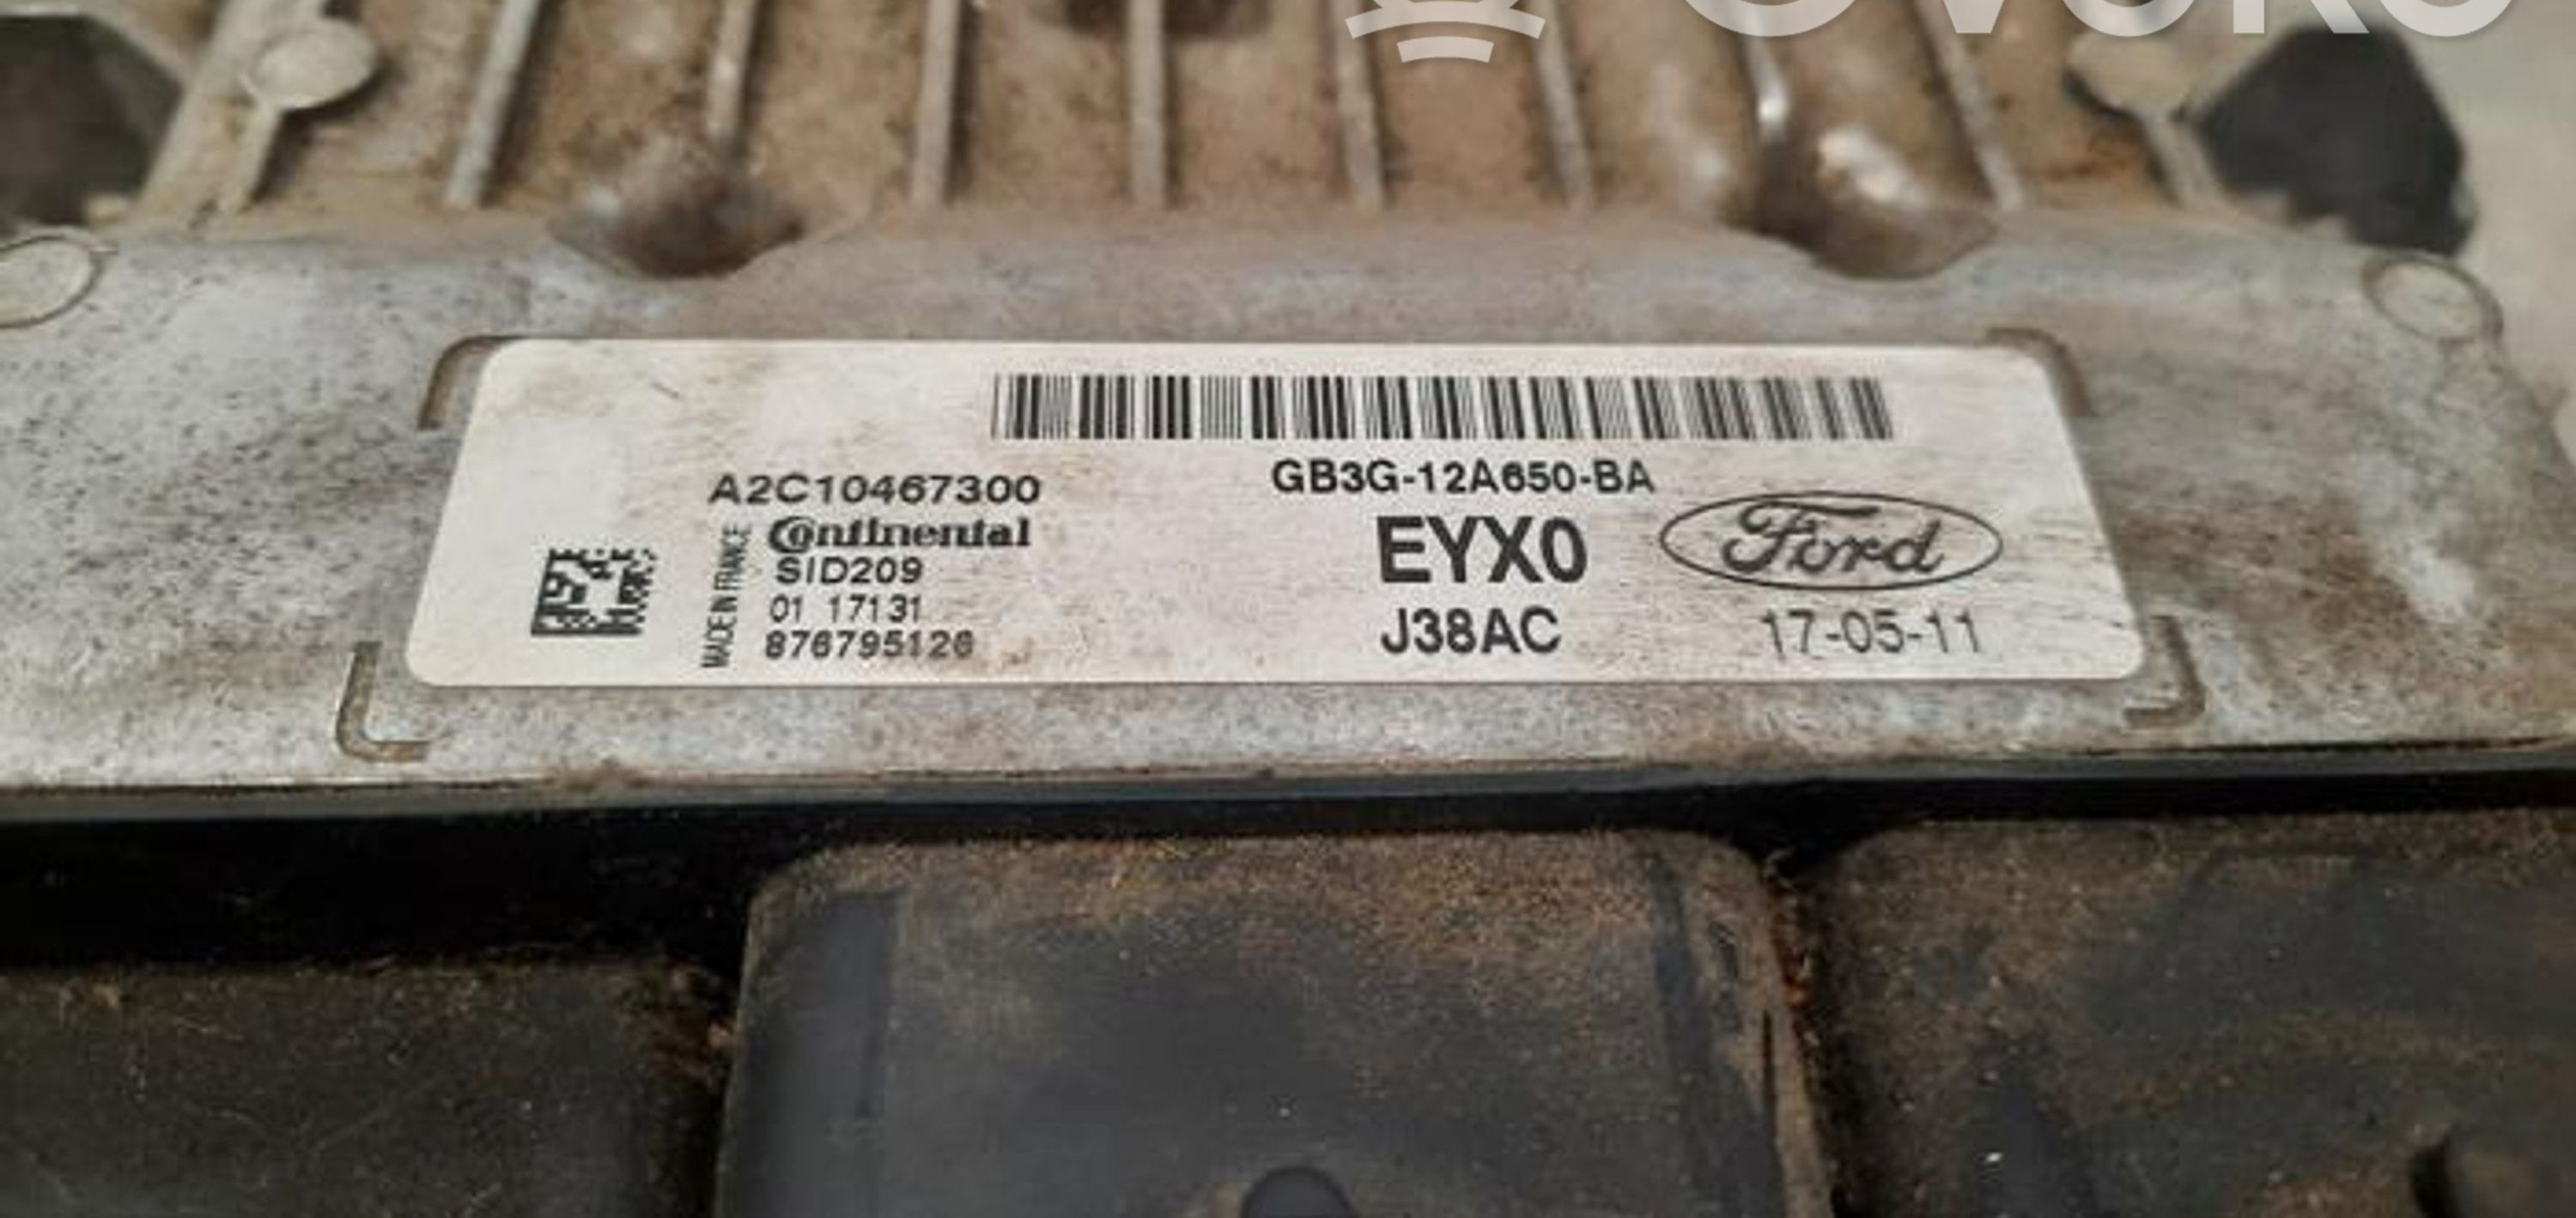 A2C10467300
Continental
SID209
01 17131
876795126
MADE IN FRANCE
GB3G-12A650-BA
EYX0
Ford
J38AC
17-05-11